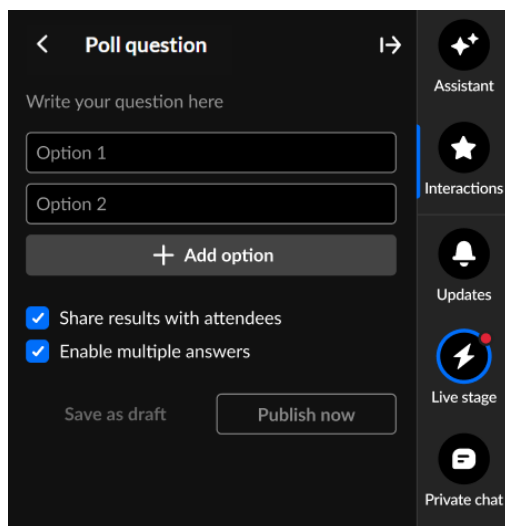 Poll question
Write your question here
Option 1
Option 2
+ Add option
Share results with attendees
Enable multiple answers
Save as draft
Publish now
Assistant
Interactions
Updates
Live stage
Private chat